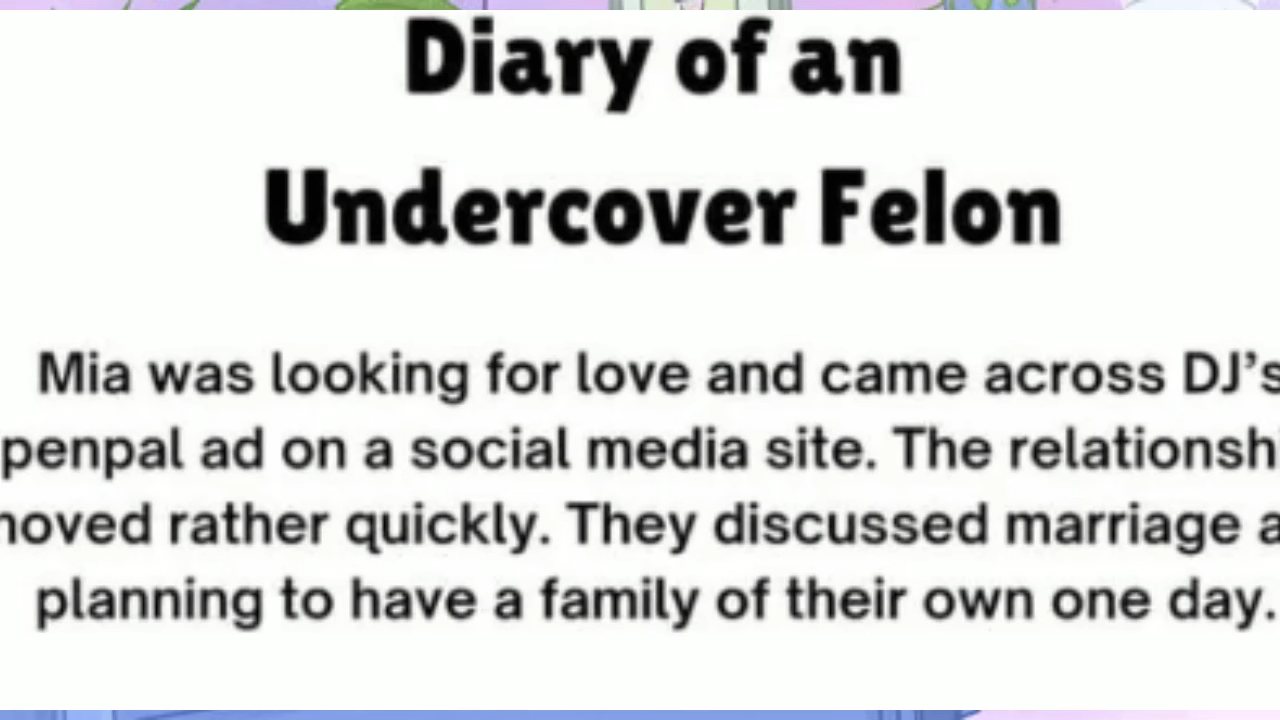 Diary of an
Undercover Felon
Mia was looking for love and came across DJ's
penpal ad on a social media site. The relationshi
noved rather quickly. They discussed marriage a
planning to have a family of their own one day.